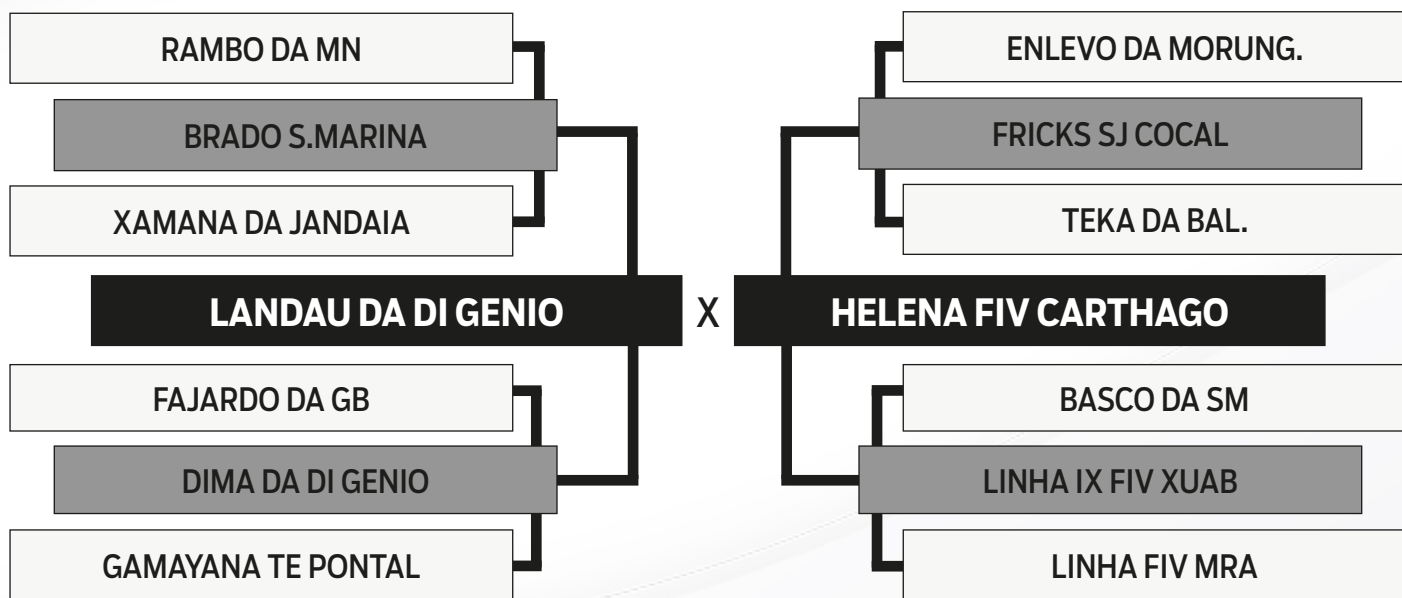 RAMBO DA MN
BRADO S.MARINA
XAMANA DA JANDAIA
LANDAU DA DI GENIO
FAJARDO DA GB
DIMA DA DI GENIO
GAMAYANA TE PONTAL
X
ENLEVO DA MORUNG.
FRICKS SJ COCAL
TEKA DA BAL.
HELENA FIV CARTHAGO
BASCO DA SM
LINHA IX FIV XUAB
LINHA FIV MRA